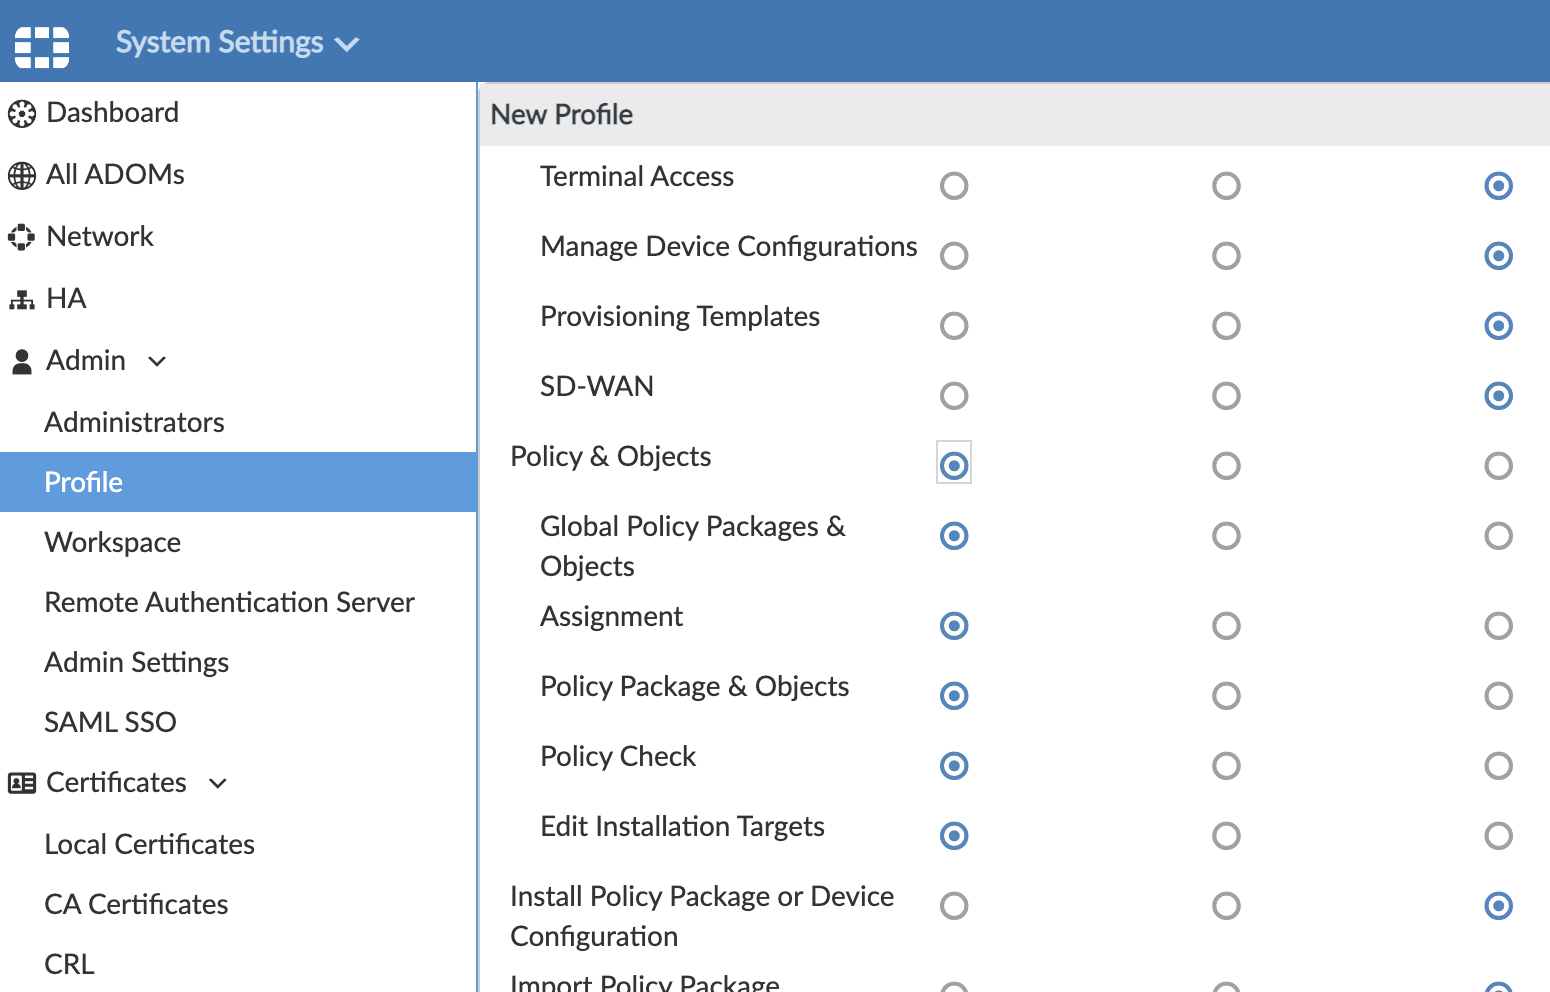 System Settings
Dashboard
All ADOMs
Network
HA
Admin
Administrators
Profile
Workspace
Remote Authentication Server
Admin Settings
SAML SSO
Certificates
Local Certificates
CA Certificates
CRL
New Profile
Terminal Access
Manage Device Configurations
Provisioning Templates
SD-WAN
Policy & Objects
Global Policy Packages &
Objects
Assignment
Policy Package & Objects
Policy Check
Edit Installation Targets
Install Policy Package or Device
Configuration
Import Policy Package